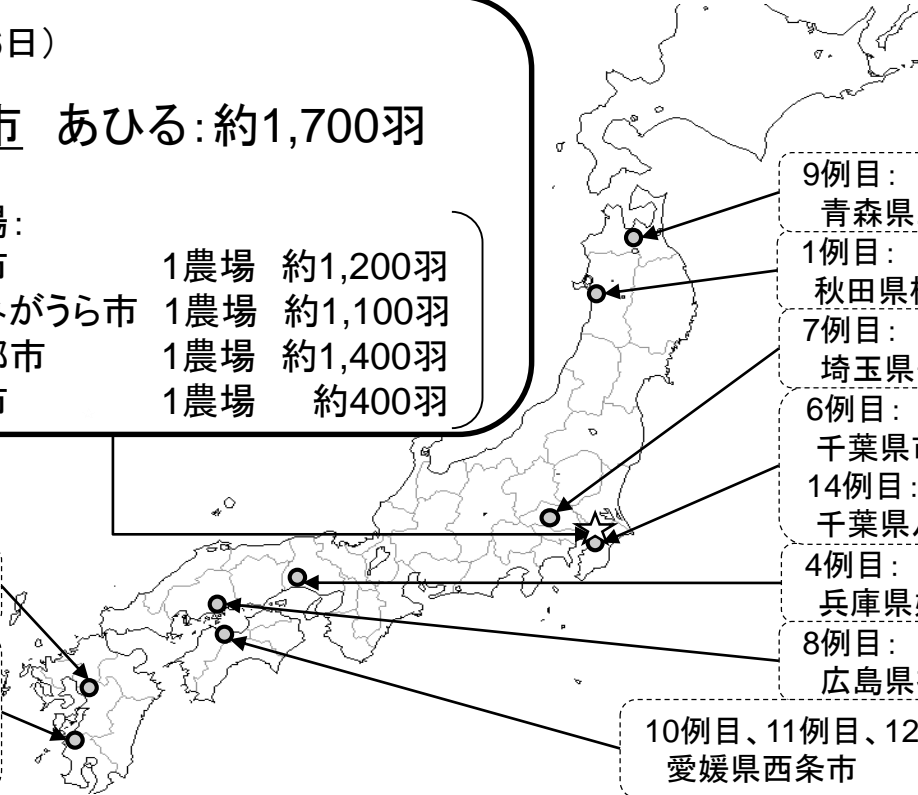 日）
市 あひる：約1,700羽
場：
市 1農場 約1,200羽
がうら市 1農場 約1,100羽
市 1農場 約1,400羽
市 1農場 約400羽
9例目：
青森県
1例目：
秋田県
7例目：
埼玉県
6例目：
千葉県市
14例目：
千葉県
4例目：
兵庫県
8例目：
広島県
10例目、11例目、12
愛媛県西条市